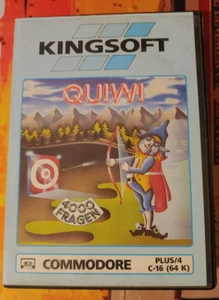 KINGSOFT
QUIWI
4000
FRAGEN
COMMODORE
PLUS/4
C-16 (64 K)